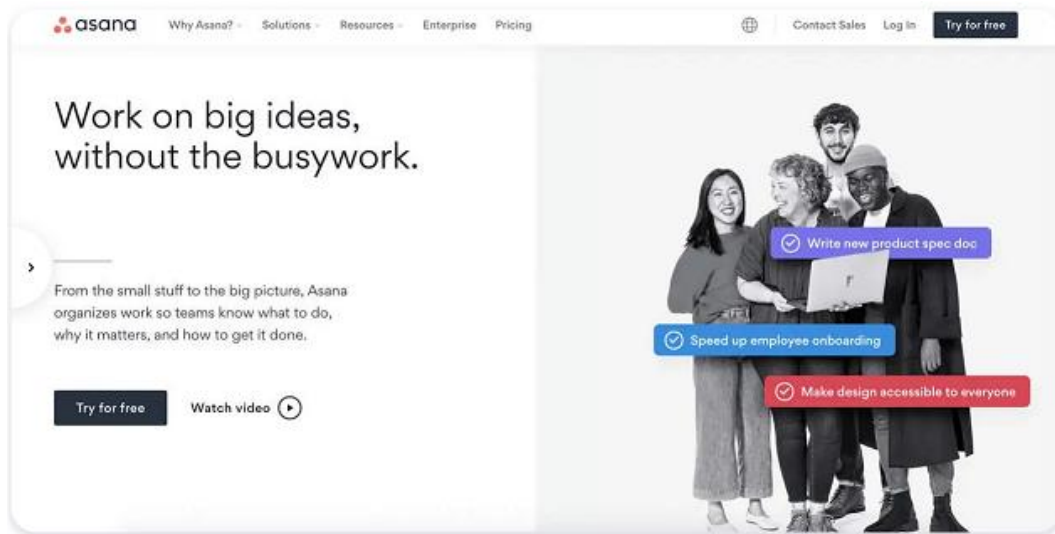 asana Why Asana? Solutions Resources Enterprise Pricing Contact Sales Log In Try for free
Work on big ideas,
without the busywork.
From the small stuff to the big picture, Asana
organizes work so teams know what to do,
why it matters, and how to get it done.
Try for free Watch video
Write new product spec doc
Speed up employee onboarding
Make design accessible to everyone